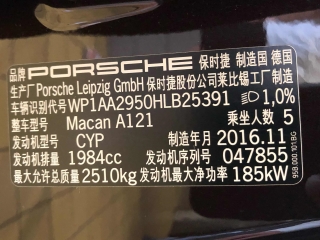 品牌 PORSCHE 保时捷 制造国 德国
生产厂 Porsche Leipzig GmbH 保时捷股份公司莱比锡工厂制造
车辆识别代号 WP1AA2950HLB25391 1,0%
整车型号 Macan A121 乘坐人数 5
发动机型号 CYP 制造年月 2016.11
发动机排量 1984cc 发动机序列号 047855
最大允许总质量 2510kg 发动机最大净功率 185kW
95B 000 101 BG